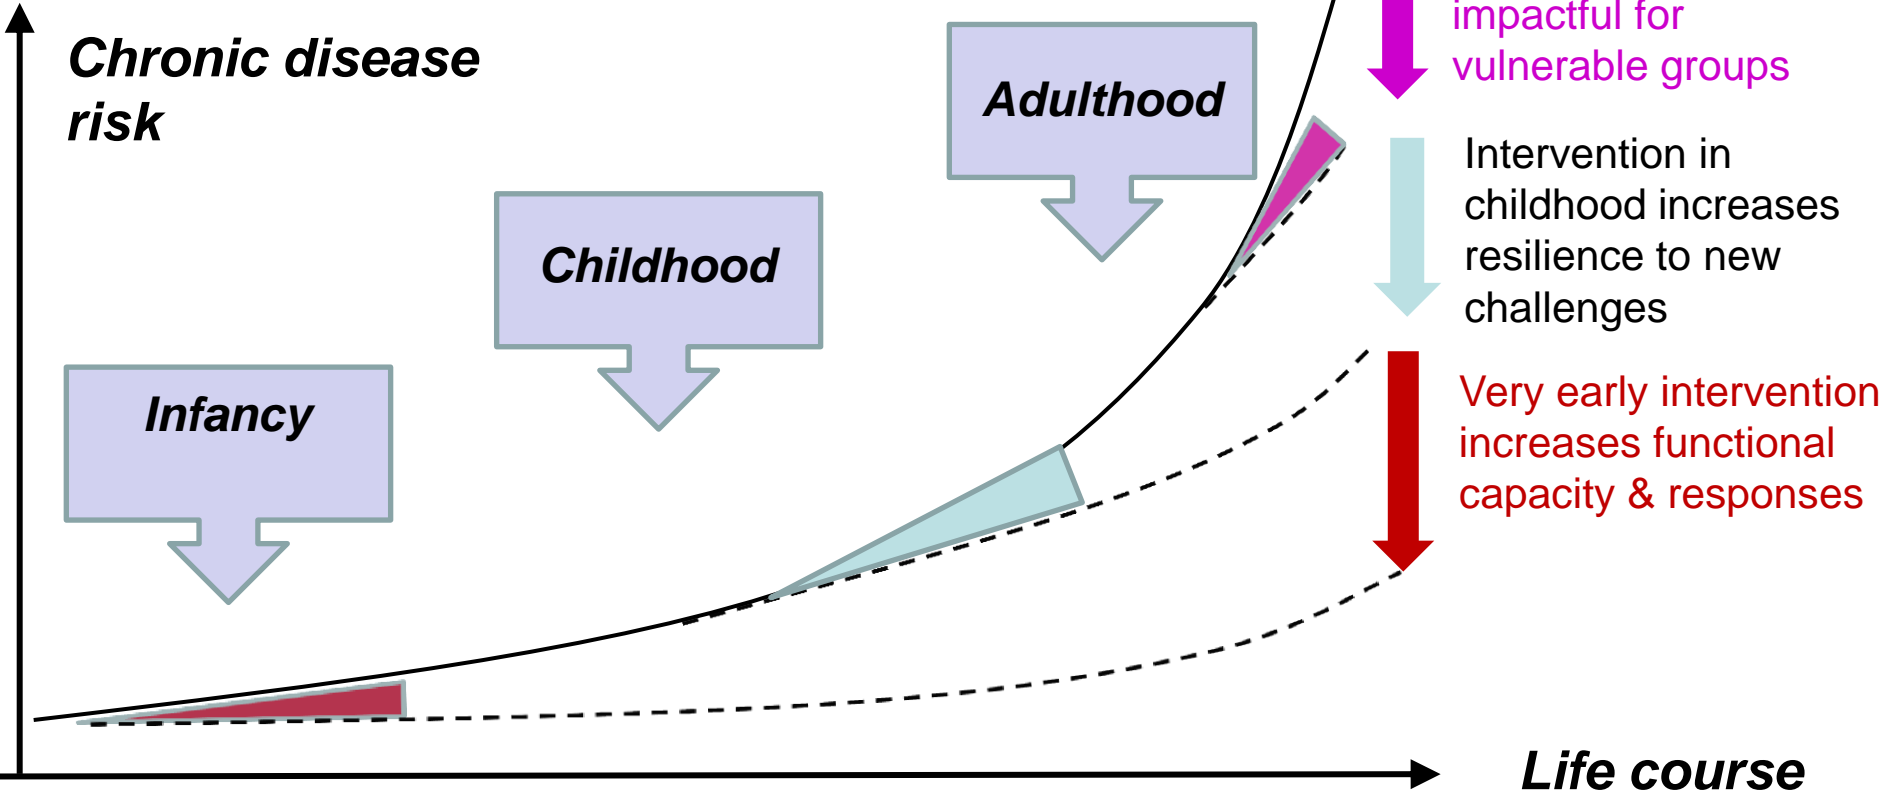 Chronic disease
risk
Infancy
Childhood
Adulthood
impactful for
vulnerable groups
Intervention in
childhood increases
resilience to new
challenges
Very early intervention
increases functional
capacity & responses
Life course